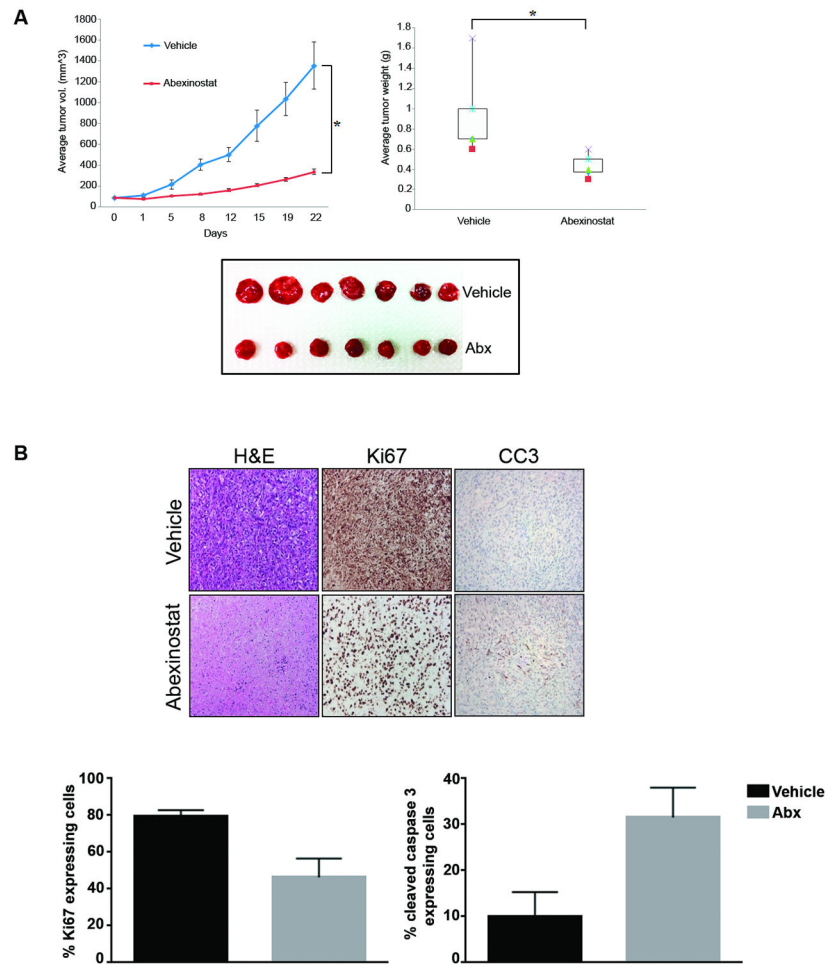 A
Average tumor vol. (mm^3)
1800
1600
1400
1200
1000
800
600
400
200
0
Vehicle
Abexinostat
*
0 1 5 8 12 15 19 22
Days
Average tumor weight (g)
1.8
1.6
1.4
1.2
1
0.8
0.6
0.4
0.2
0
*
Vehicle Abexinostat
Vehicle
Abx
B
H&E Ki67 CC3
Vehicle
Abexinostat
% Ki67 expressing cells
100
80
60
40
20
0
% cleaved caspase 3
expressing cells
40
30
20
10
0
Vehicle
Abx